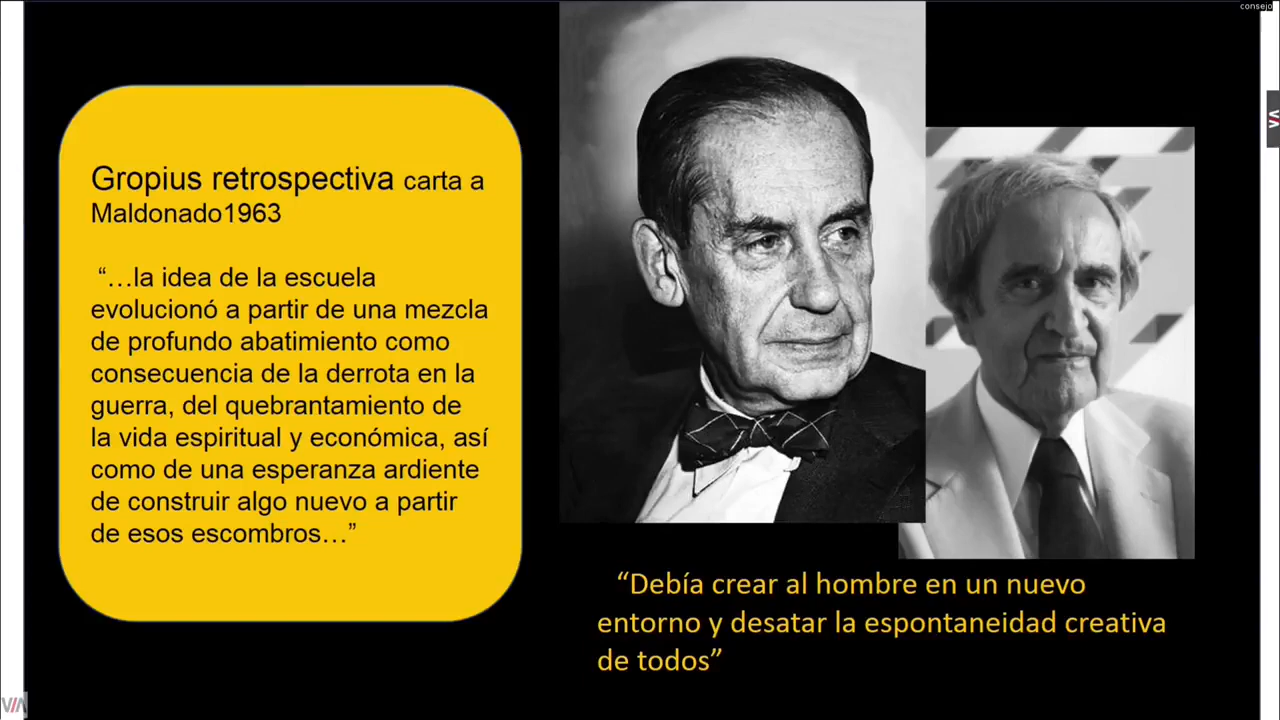 consejo
Gropius retrospectiva carta a
Maldonado1963
“…la idea de la escuela
evolucionó a partir de una mezcla
de profundo abatimiento como
consecuencia de la derrota en la
guerra, del quebrantamiento de
la vida espiritual y económica, así
como de una esperanza ardiente
de construir algo nuevo a partir
de esos escombros…”
“Debía crear al hombre en un nuevo
entorno y desatar la espontaneidad creativa
de todos”